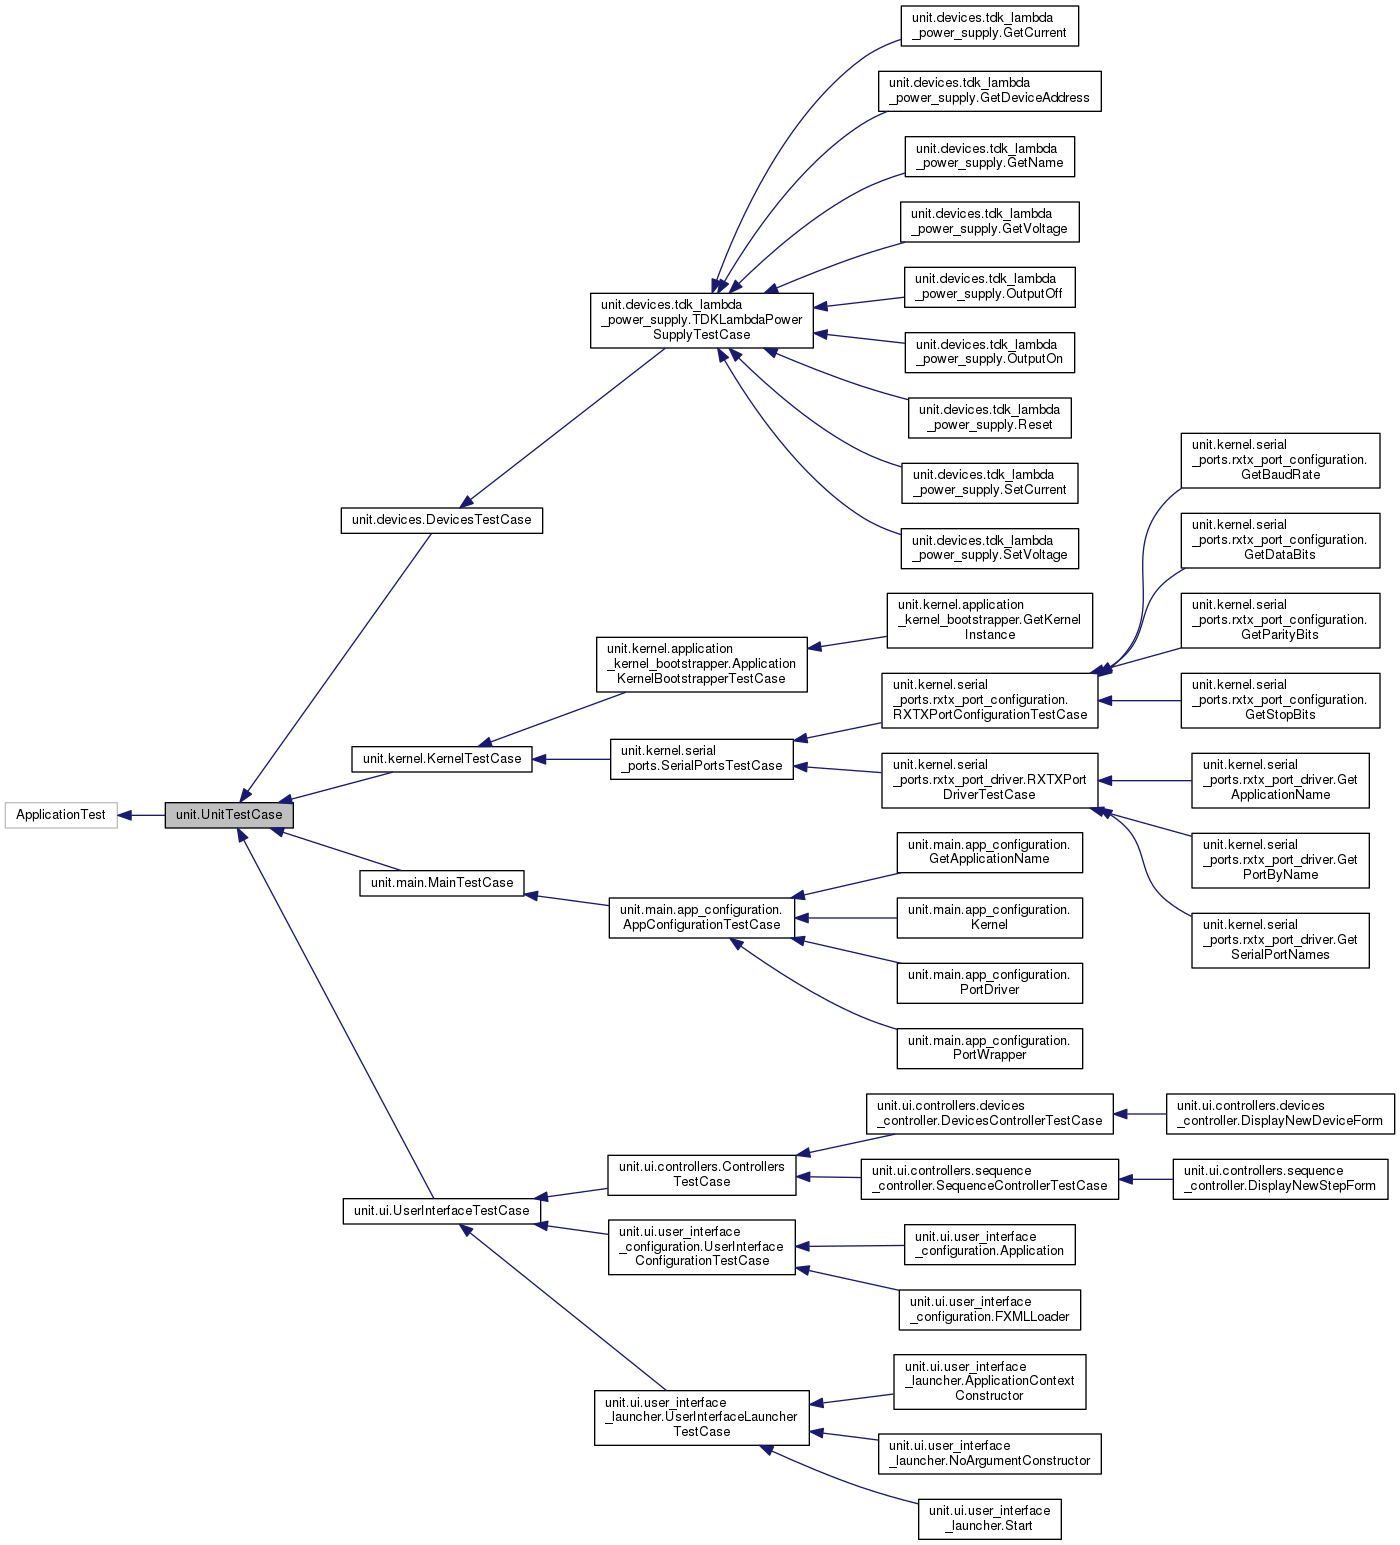 ApplicationTest
unit.UnitTestCase
unit.devices.DevicesTestCase
unit.kernel.KernelTestCase
unit.main.MainTestCase
unit.ui.UserInterfaceTestCase
unit.devices.tdk_lambda
_power_supply.TDKLambdaPower
SupplyTestCase
unit.kernel.application
_kernel_bootstrapper.Application
KernelBootstrapperTestCase
unit.kernel.serial
_ports.SerialPortsTestCase
unit.main.app_configuration.
AppConfigurationTestCase
unit.ui.controllers.Controllers
TestCase
unit.ui.user_interface
_configuration.UserInterface
ConfigurationTestCase
unit.ui.user_interface
_launcher.UserInterfaceLauncher
TestCase
unit.devices.tdk_lambda
_power_supply.GetCurrent
unit.devices.tdk_lambda
_power_supply.GetDeviceAddress
unit.devices.tdk_lambda
_power_supply.GetName
unit.devices.tdk_lambda
_power_supply.GetVoltage
unit.devices.tdk_lambda
_power_supply.OutputOff
unit.devices.tdk_lambda
_power_supply.OutputOn
unit.devices.tdk_lambda
_power_supply.Reset
unit.devices.tdk_lambda
_power_supply.SetCurrent
unit.devices.tdk_lambda
_power_supply.SetVoltage
unit.kernel.application
_kernel_bootstrapper.GetKernel
Instance
unit.kernel.serial
_ports.rxtx_port_configuration.
RXTXPortConfigurationTestCase
unit.kernel.serial
_ports.rxtx_port_driver.RXTXPort
DriverTestCase
unit.main.app_configuration.
GetApplicationName
unit.main.app_configuration.
Kernel
unit.main.app_configuration.
PortDriver
unit.main.app_configuration.
PortWrapper
unit.ui.controllers.devices
_controller.DevicesControllerTestCase
unit.ui.controllers.sequence
_controller.SequenceControllerTestCase
unit.ui.user_interface
_configuration.Application
unit.ui.user_interface
_configuration.FXMLLoader
unit.ui.user_interface
_launcher.ApplicationContext
Constructor
unit.ui.user_interface
_launcher.NoArgumentConstructor
unit.ui.user_interface
_launcher.Start
unit.kernel.serial
_ports.rxtx_port_configuration.
GetBaudRate
unit.kernel.serial
_ports.rxtx_port_configuration.
GetDataBits
unit.kernel.serial
_ports.rxtx_port_configuration.
GetParityBits
unit.kernel.serial
_ports.rxtx_port_configuration.
GetStopBits
unit.kernel.serial
_ports.rxtx_port_driver.Get
ApplicationName
unit.kernel.serial
_ports.rxtx_port_driver.Get
PortByName
unit.kernel.serial
_ports.rxtx_port_driver.Get
SerialPortNames
unit.ui.controllers.devices
_controller.DisplayNewDeviceForm
unit.ui.controllers.sequence
_controller.DisplayNewStepForm